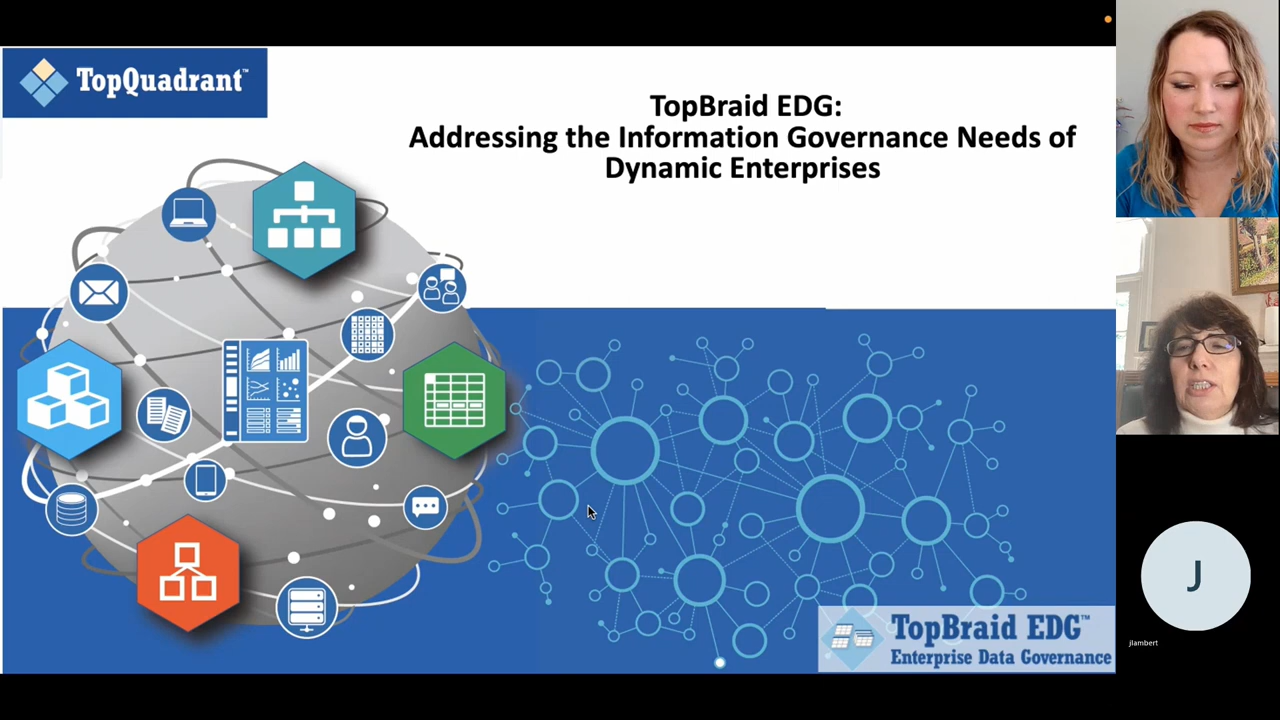 TopQuadrant™
TopBraid EDG:
Addressing the Information Governance Needs of
Dynamic Enterprises
TopBraid EDG™
Enterprise Data Governance
J
jlambert